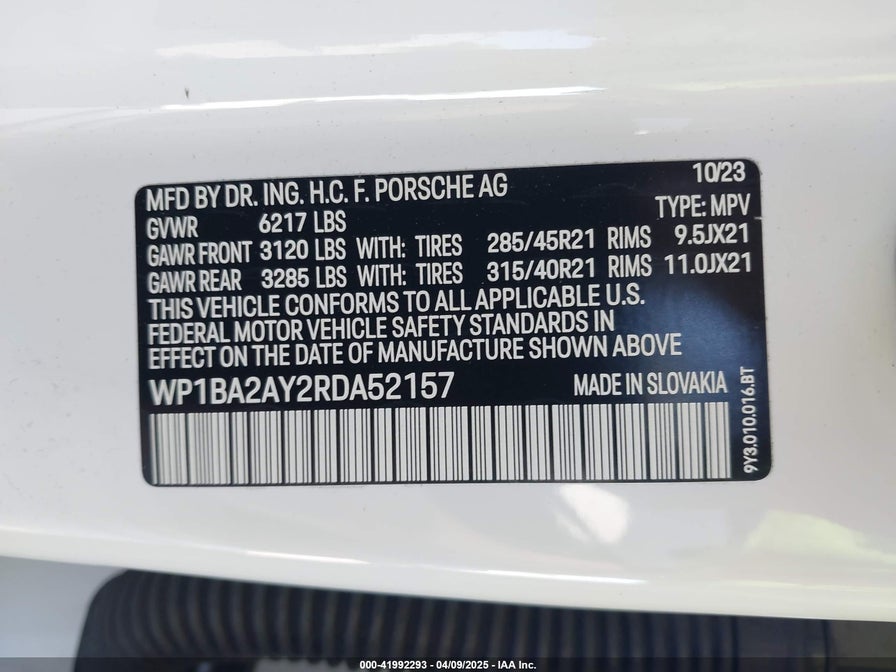 MFD BY DR. ING. H.C. F. PORSCHE AG 10/23
GVWR 6217 LBS TYPE: MPV
GAWR FRONT 3120 LBS WITH: TIRES 285/45R21 RIMS 9.5JX21
GAWR REAR 3285 LBS WITH: TIRES 315/40R21 RIMS 11.0JX21
THIS VEHICLE CONFORMS TO ALL APPLICABLE U.S.
FEDERAL MOTOR VEHICLE SAFETY STANDARDS IN
EFFECT ON THE DATE OF MANUFACTURE SHOWN ABOVE
WP1BA2AY2RDA52157 MADE IN SLOVAKIA
9Y3.010.016.BT
000-41992293 - 04/09/2025 - IAA Inc.